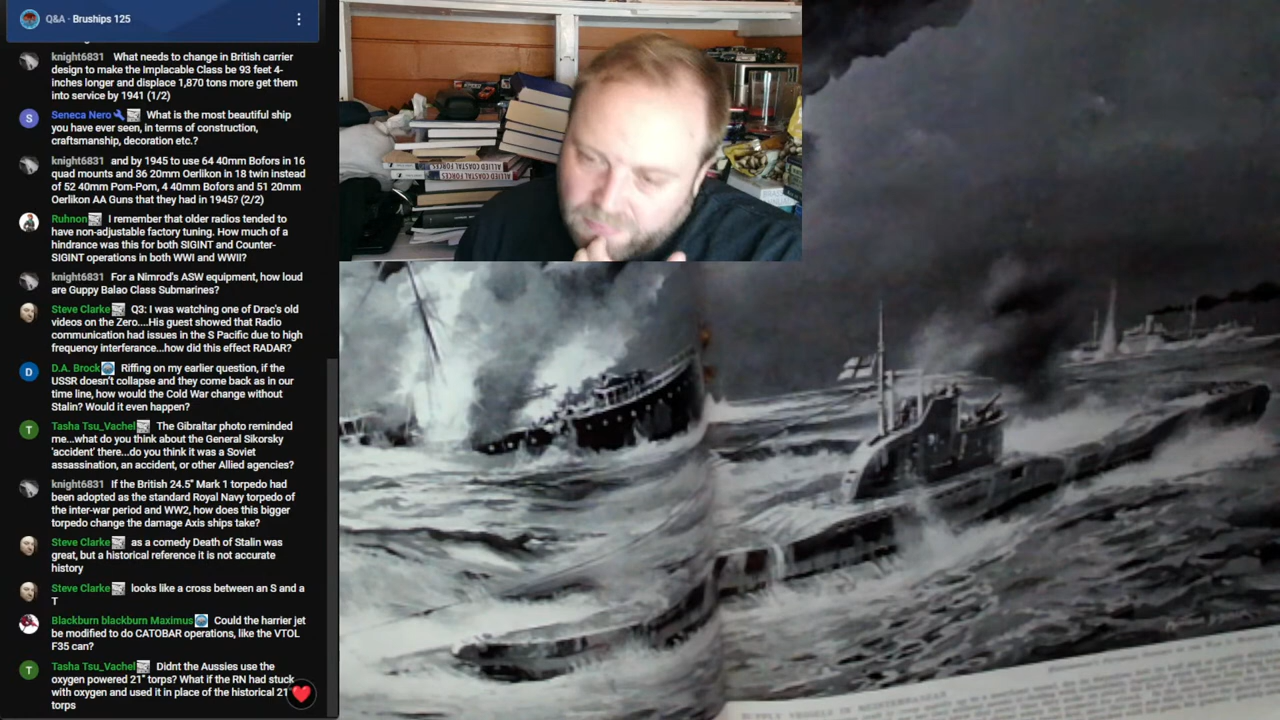 Q&A · Bruships 125
knight6831 What needs to change in British carrier
design to make the Implacable Class be 93 feet 4-
inches longer and displace 1,870 tons more get them
into service by 1941 (1/2)
Seneca Nero What is the most beautiful ship
you have ever seen, in terms of construction,
craftsmanship, decoration etc.?
knight6831 and by 1945 to use 64 40mm Bofors in 16
quad mounts and 36 20mm Oerlikon in 18 twin instead
of 52 40mm Pom-Pom, 4 40mm Bofors and 51 20mm
Oerlikon AA Guns that they had in 1945? (2/2)
Ruhnon I remember that older radios tended to
have non-adjustable factory tuning. How much of a
hindrance was this for both SIGINT and Counter-
SIGINT operations in both WWI and WWII?
knight6831 For a Nimrod's ASW equipment, how loud
are Guppy Balao Class Submarines?
Steve Clarke Q3: I was watching one of Drac's old
videos on the Zero....His guest showed that Radio
communication had issues in the S Pacific due to high
frequency interferance...how did this effect RADAR?
D.A. Brock Riffing on my earlier question, if the
USSR doesn't collapse and they come back as in our
time line, how would the Cold War change without
Stalin? Would it even happen?
Tasha Tsu_Vachel The Gibraltar photo reminded
me...what do you think about the General Sikorsky
'accident' there...do you think it was a Soviet
assassination, an accident, or other Allied agencies?
knight6831 If the British 24.5" Mark 1 torpedo had
been adopted as the standard Royal Navy torpedo of
the inter-war period and WW2, how does this bigger
torpedo change the damage Axis ships take?
Steve Clarke as a comedy Death of Stalin was
great, but a historical reference it is not accurate
history
Steve Clarke looks like a cross between an S and a
T
Blackburn blackburn Maximus Could the harrier jet
be modified to do CATOBAR operations, like the VTOL
F35 can?
Tasha Tsu_Vachel Didnt the Aussies use the
oxygen powered 21" torps? What if the RN had stuck
with oxygen and used it in place of the historical 21"
torps
ALLIED COASTAL FORCES